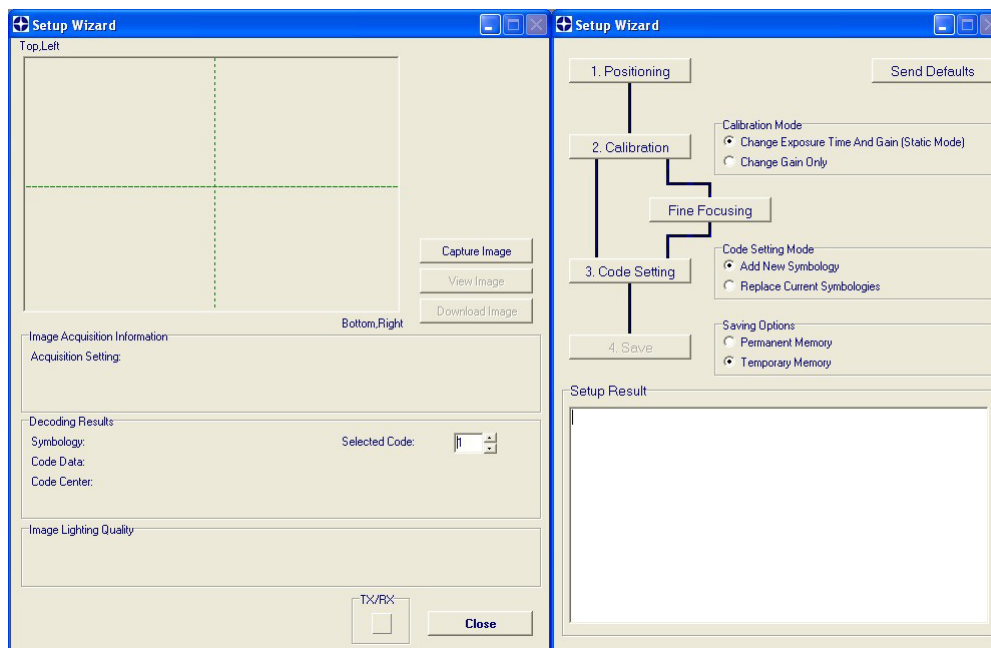 Setup Wizard
Top,Left
Capture Image
View Image
Download Image
Bottom,Right
Image Acquisition Information
Acquisition Setting:
Decoding Results
Symbology:
Selected Code: 1
Code Data:
Code Center:
Image Lighting Quality
TX/RX
Close
Setup Wizard
1. Positioning
Send Defaults
2. Calibration
Calibration Mode
Change Exposure Time And Gain (Static Mode)
Change Gain Only
Fine Focusing
3. Code Setting
Code Setting Mode
Add New Symbology
Replace Current Symbologies
4. Save
Saving Options
Permanent Memory
Temporary Memory
Setup Result